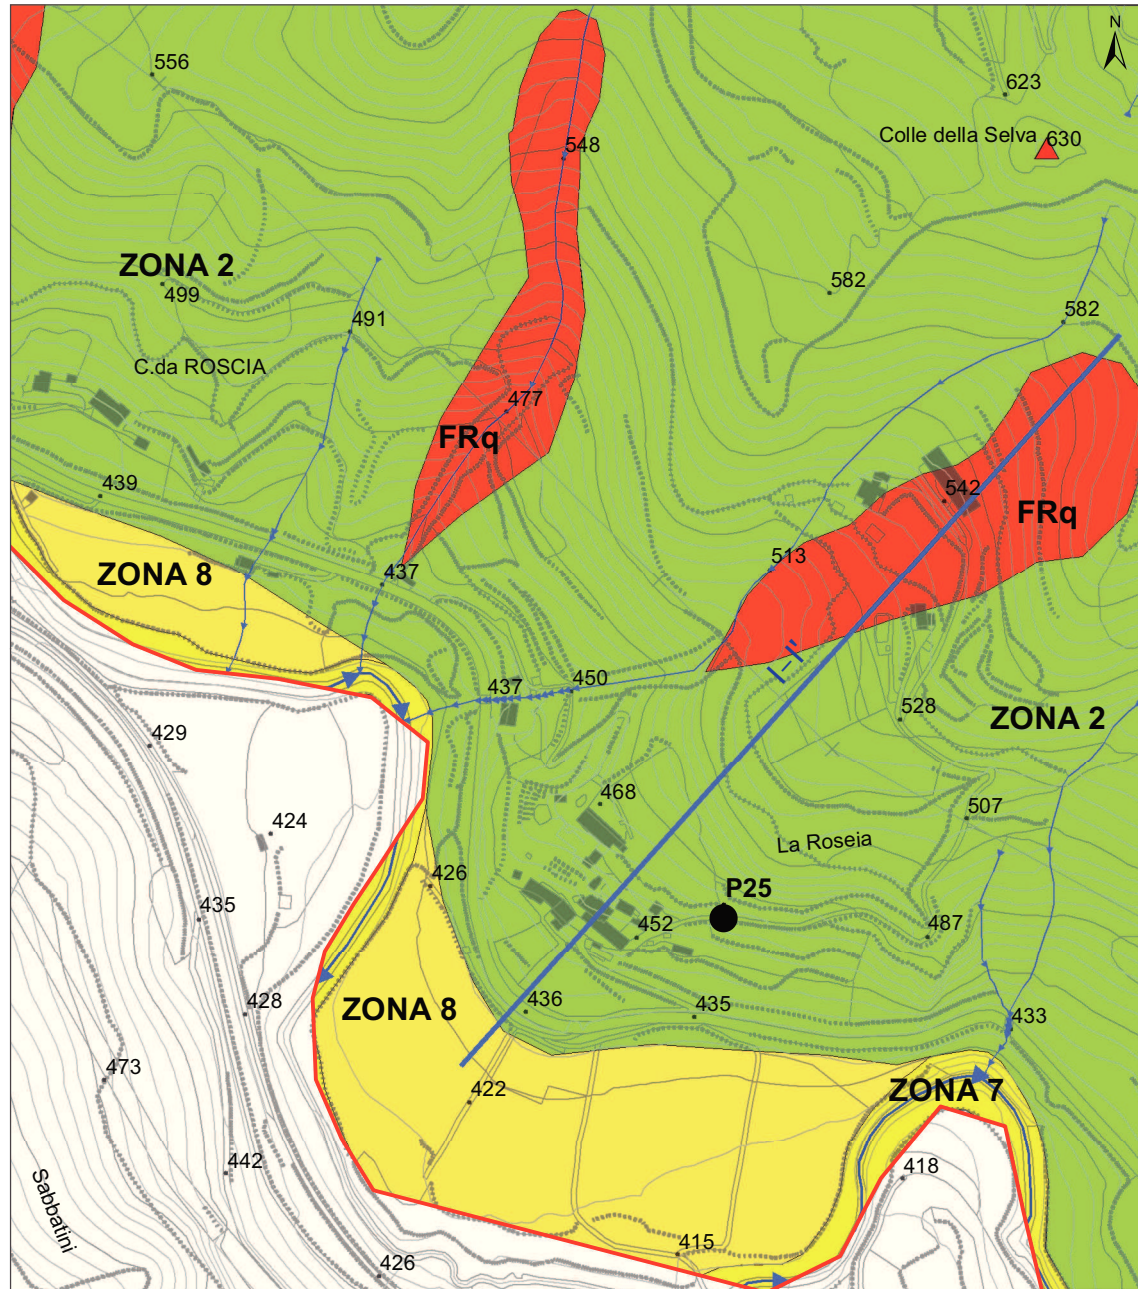 N
556
623
Colle della Selva 630
548
ZONA 2
499
582
491
582
C.da ROSCIA
477
FRq
439
542
FRq
513
ZONA 8
437
437
450
528
ZONA 2
429
468
507
424
La Roseia
426
P25
435
452
487
428
ZONA 8
436
435
433
473
422
ZONA 7
442
418
Sabbatini
415
426